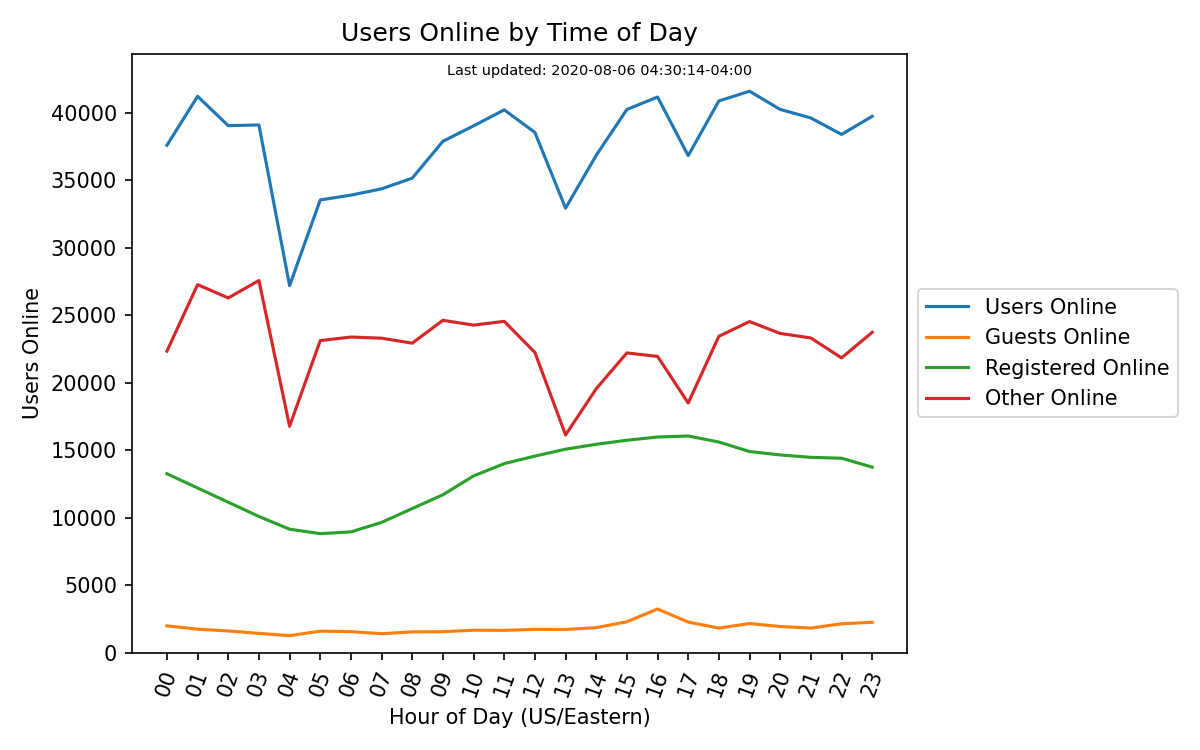 Users Online by Time of Day
Last updated: 2020-08-06 04:30:14-04:00
Users Online
40000
35000
30000
25000
20000
15000
10000
5000
0
00 01 02 03 04 05 06 07 08 09 10 11 12 13 14 15 16 17 18 19 20 21 22 23
Hour of Day (US/Eastern)
Users Online
Guests Online
Registered Online
Other Online